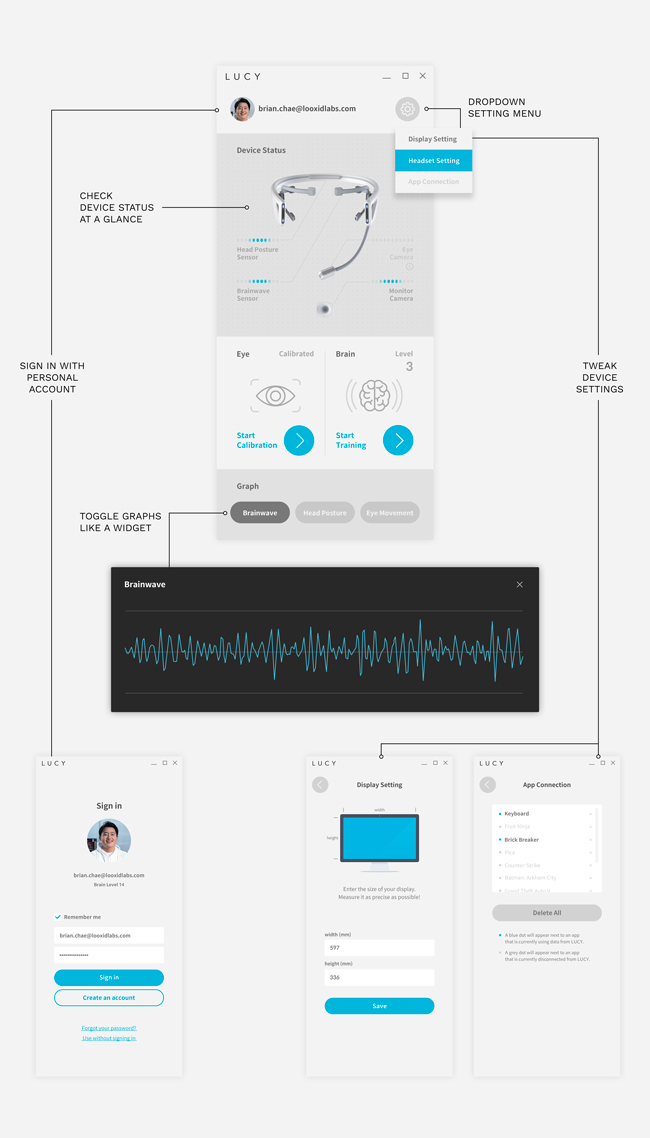 LUCY
brian.chae@looxidlabs.com
DROPDOWN
SETTING MENU
Display Setting
Headset Setting
App Connection
Device Status
CHECK
DEVICE STATUS
AT A GLANCE
Head Posture
Sensor
Eye
Camera
Brainwave
Sensor
Monitor
Camera
SIGN IN WITH
PERSONAL
ACCOUNT
TWEAK
DEVICE
SETTINGS
Eye
Calibrated
Start
Calibration
Brain
Level
3
Start
Training
Graph
TOGGLE GRAPHS
LIKE A WIDGET
Brainwave
Head Posture
Eye Movement
Brainwave
LUCY
Sign in
brian.chae@looxidlabs.com
Brain Level 14
Remember me
brian.chae@looxidlabs.com
Sign in
Create an account
Forgot your password?
Use without signing in
LUCY
Display Setting
width
height
Enter the size of your display.
Measure it as precise as possible!
width (mm)
597
height (mm)
336
Save
LUCY
App Connection
Keyboard
Fruit Ninja
Brick Breaker
Counter Strike
Batman: Arkham City
Delete All
A blue dot will appear next to an app
that is currently using data from LUCY.
A grey dot will appear next to an app
that is currently disconnected from LUCY.